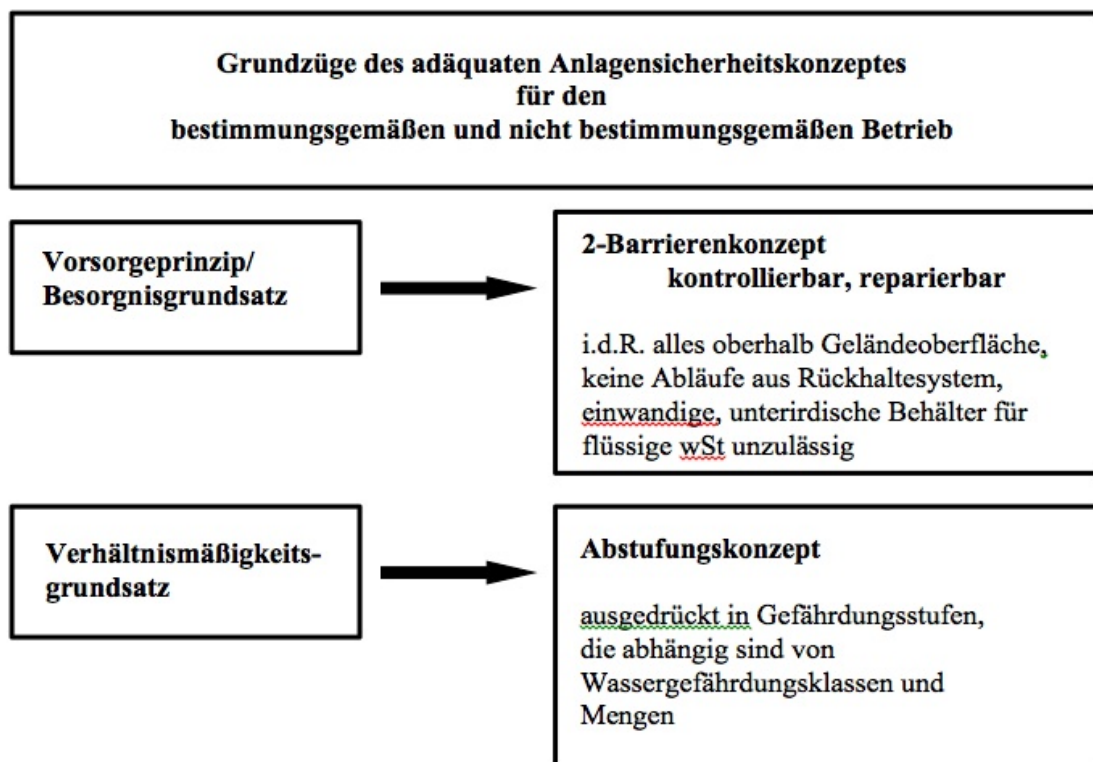 Grundzüge des adäquaten Anlagensicherheitskonzeptes
für den
bestimmungsgemäßen und nicht bestimmungsgemäßen Betrieb
Vorsorgeprinzip/
Besorgnisgrundsatz
2-Barrierenkonzept
kontrollierbar, reparierbar
i.d.R. alles oberhalb Geländeoberfläche,
keine Abläufe aus Rückhaltesystem,
einwandige, unterirdische Behälter für
flüssige wSt unzulässig
Verhältnismäßigkeits-
grundsatz
Abstufungskonzept
ausgedrückt in Gefährdungsstufen,
die abhängig sind von
Wassergefährdungsklassen und
Mengen